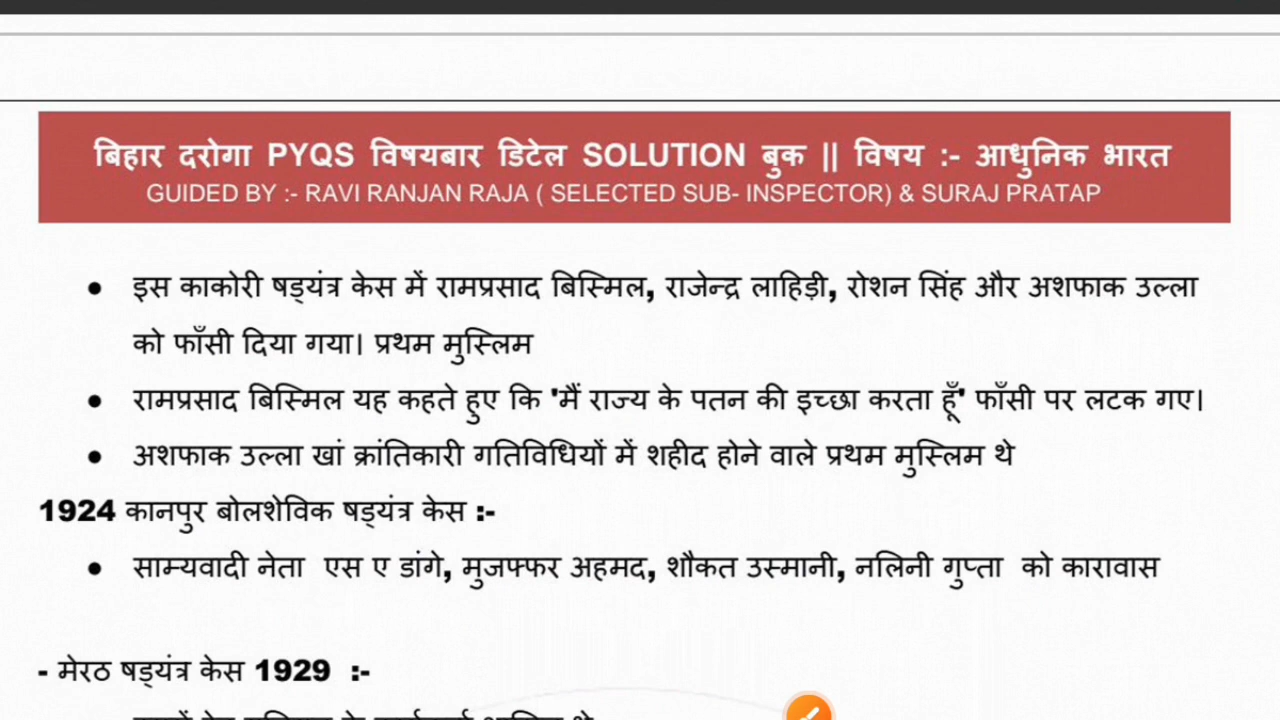 बिहार दरोगा PYQS विषयबार डिटेल SOLUTION बुक || विषय :- आधुनिक भारत
GUIDED BY :- RAVI RANJAN RAJA ( SELECTED SUB- INSPECTOR) & SURAJ PRATAP
● इस काकोरी षड्यंत्र केस में रामप्रसाद बिस्मिल, राजेन्द्र लाहिड़ी, रोशन सिंह और अशफाक उल्ला
को फाँसी दिया गया। प्रथम मुस्लिम
● रामप्रसाद बिस्मिल यह कहते हुए कि 'मैं राज्य के पतन की इच्छा करता हूँ' फाँसी पर लटक गए।
● अशफाक उल्ला खां क्रांतिकारी गतिविधियों में शहीद होने वाले प्रथम मुस्लिम थे
1924 कानपुर बोलशेविक षड्यंत्र केस :-
● साम्यवादी नेता एस ए डांगे, मुजफ्फर अहमद, शौकत उस्मानी, नलिनी गुप्ता को कारावास
- मेरठ षड्यंत्र केस 1929 :-